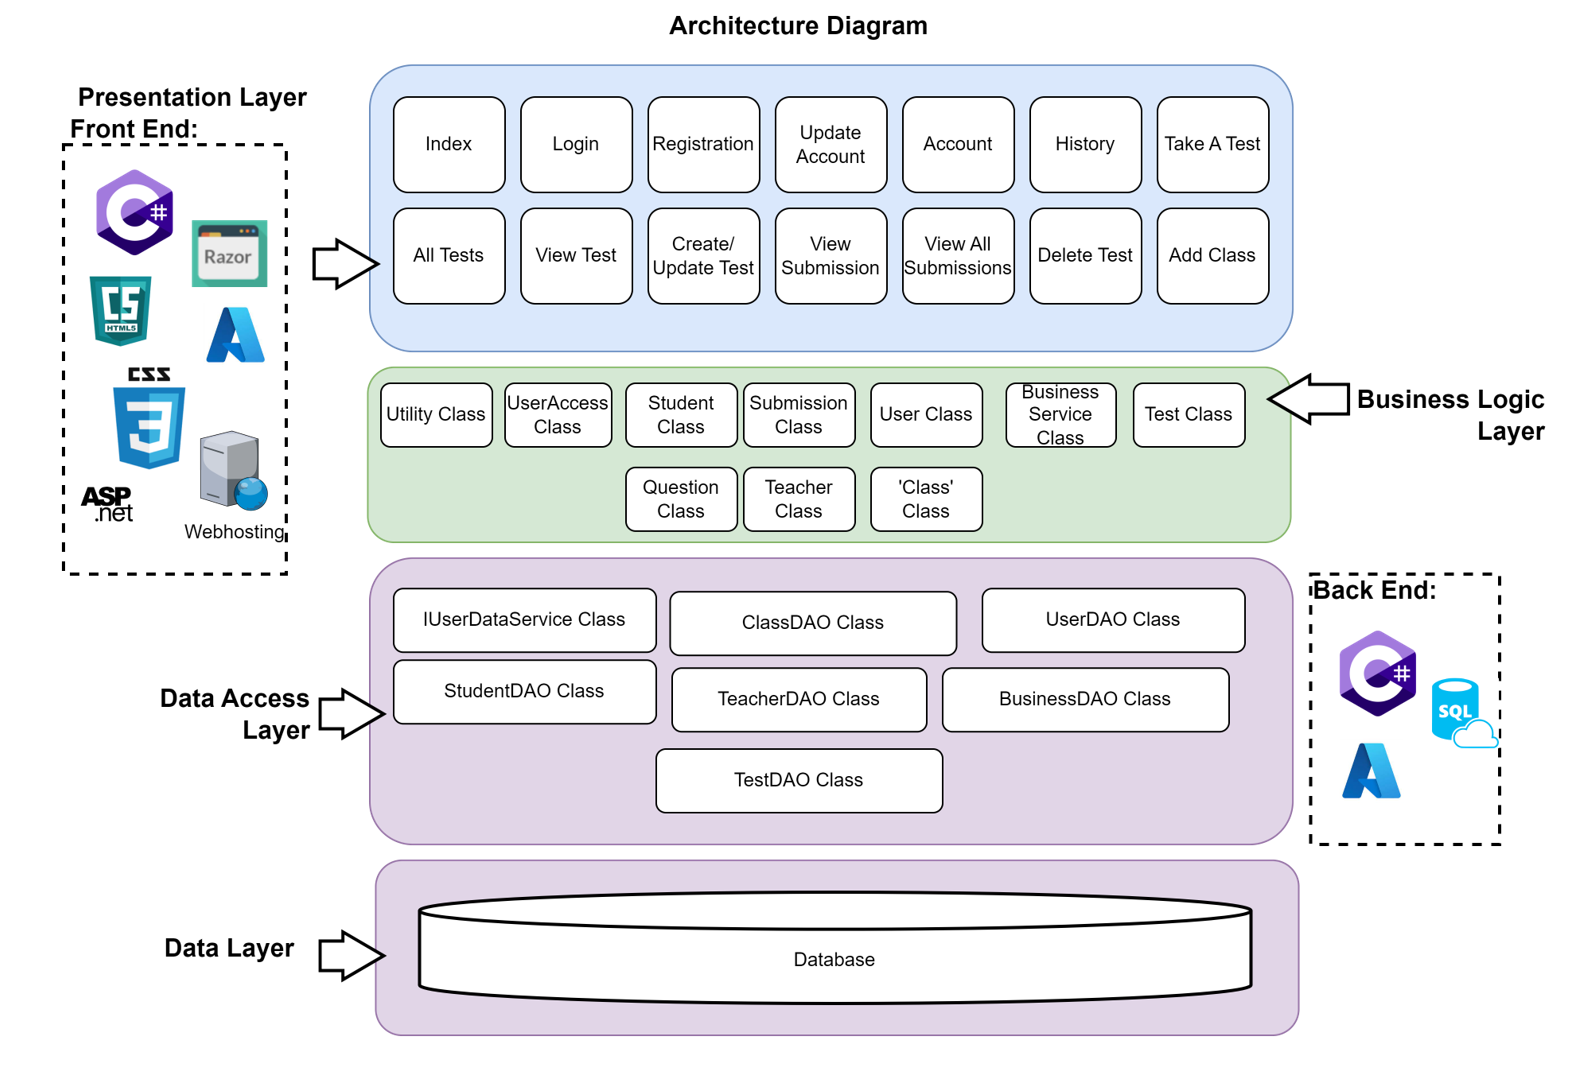 Architecture Diagram
Presentation Layer
Front End:
C#
Razor
CS
HTML5
CSS
3
ASP
.net
Webhosting
Index
Login
Registration
Update
Account
Account
History
Take A Test
All Tests
View Test
Create/
Update Test
View
Submission
View All
Submissions
Delete Test
Add Class
Utility Class
UserAccess
Class
Student
Class
Submission
Class
User Class
Business
Service
Class
Test Class
Question
Class
Teacher
Class
'Class'
Class
Business Logic
Layer
Data Access
Layer
IUserDataService Class
ClassDAO Class
UserDAO Class
StudentDAO Class
TeacherDAO Class
BusinessDAO Class
TestDAO Class
Back End:
C#
SQL
Data Layer
Database